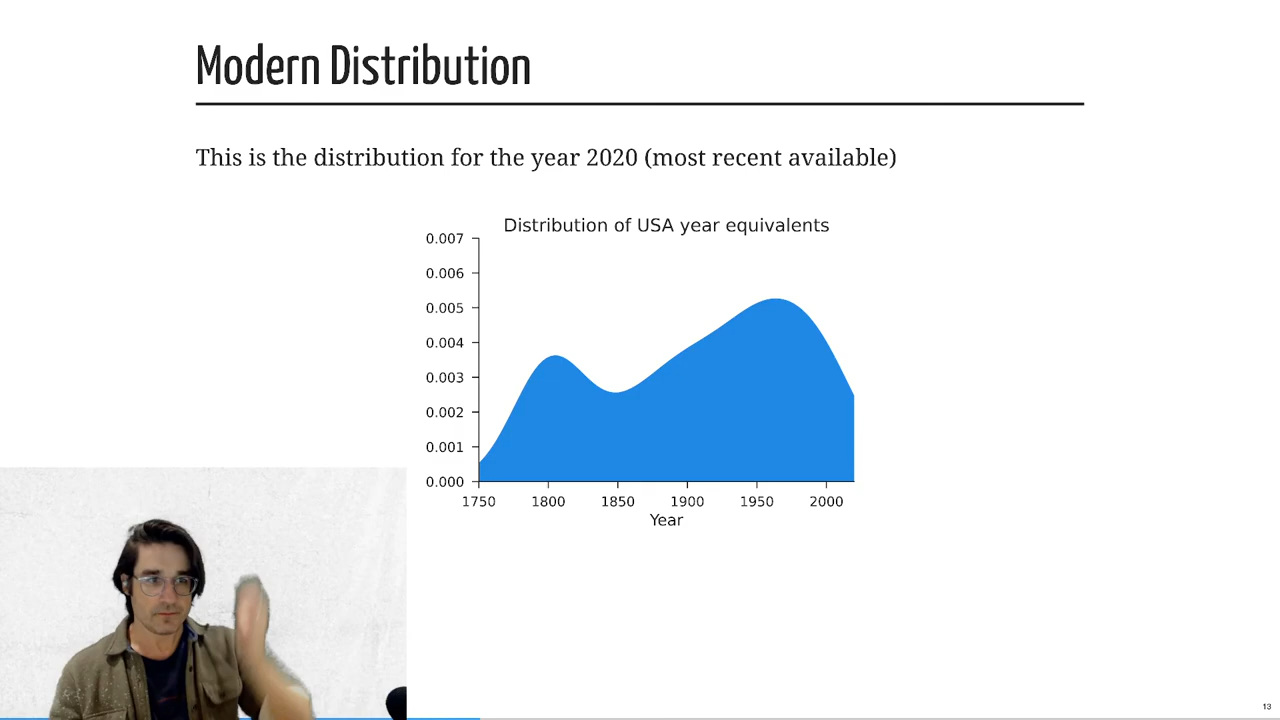 Modern Distribution
This is the distribution for the year 2020 (most recent available)
Distribution of USA year equivalents
0.007
0.006
0.005
0.004
0.003
0.002
0.001
0.000
1750 1800 1850 1900 1950 2000
Year
13